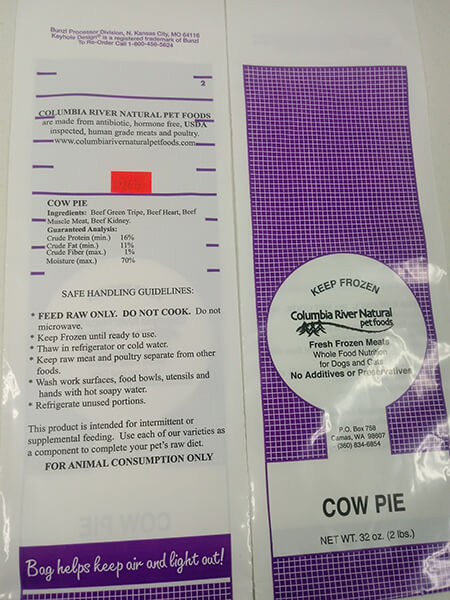 Bunzl Processor Division, N. Kansas City, MO 64116
Keyhole Design® is a registered trademark of Bunzl
To Re-Order Call 1-800-456-5624
2
COLUMBIA RIVER NATURAL PET FOODS
are made from antibiotic, hormone free, USDA
inspected, human grade meats and poultry.
www.columbiarivernaturalpetfoods.com
COW PIE
Ingredients: Beef Green Tripe, Beef Heart, Beef
Muscle Meat, Beef Kidney.
Guaranteed Analysis:
Crude Protein (min.) 16%
Crude Fat (min.) 11%
Crude Fiber (max.) 1%
Moisture (max.) 70%
SAFE HANDLING GUIDELINES:
* FEED RAW ONLY. DO NOT COOK. Do not
microwave.
* Keep Frozen until ready to use.
* Thaw in refrigerator or cold water.
* Keep raw meat and poultry separate from other
foods.
* Wash work surfaces, food bowls, utensils and
hands with hot soapy water.
* Refrigerate unused portions.
This product is intended for intermittent or
supplemental feeding. Use each of our varieties as
a component to complete your pet's raw diet.
FOR ANIMAL CONSUMPTION ONLY
COW PIE
Bag helps keep air and light out!
KEEP FROZEN
Columbia River Natural
pet foods
Fresh Frozen Meats
Whole Food Nutrition
for Dogs and Cats
No Additives or Preservatives
P.O. Box 758
Camas, WA 98607
(360) 834-6854
COW PIE
NET WT. 32 oz. (2 lbs.)